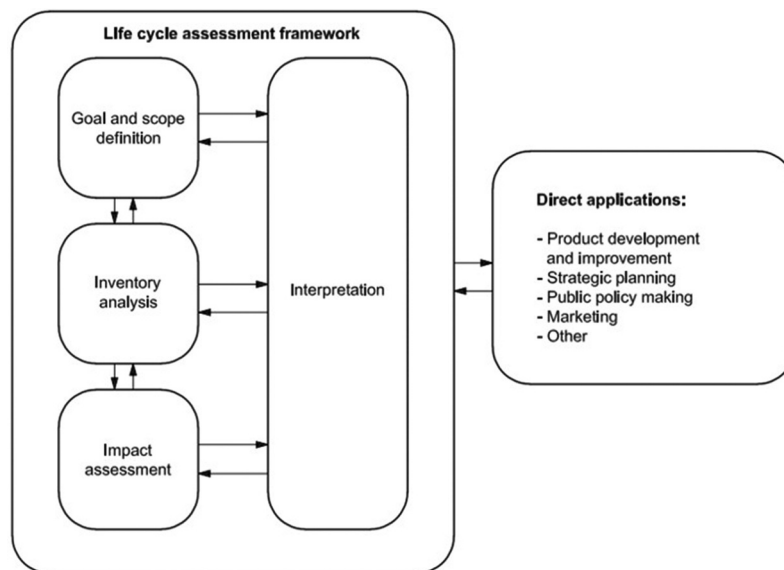 LIfe cycle assessment framework
Goal and scope
definition
Inventory
analysis
Impact
assessment
Interpretation
Direct applications:
- Product development
and improvement
- Strategic planning
- Public policy making
- Marketing
- Other